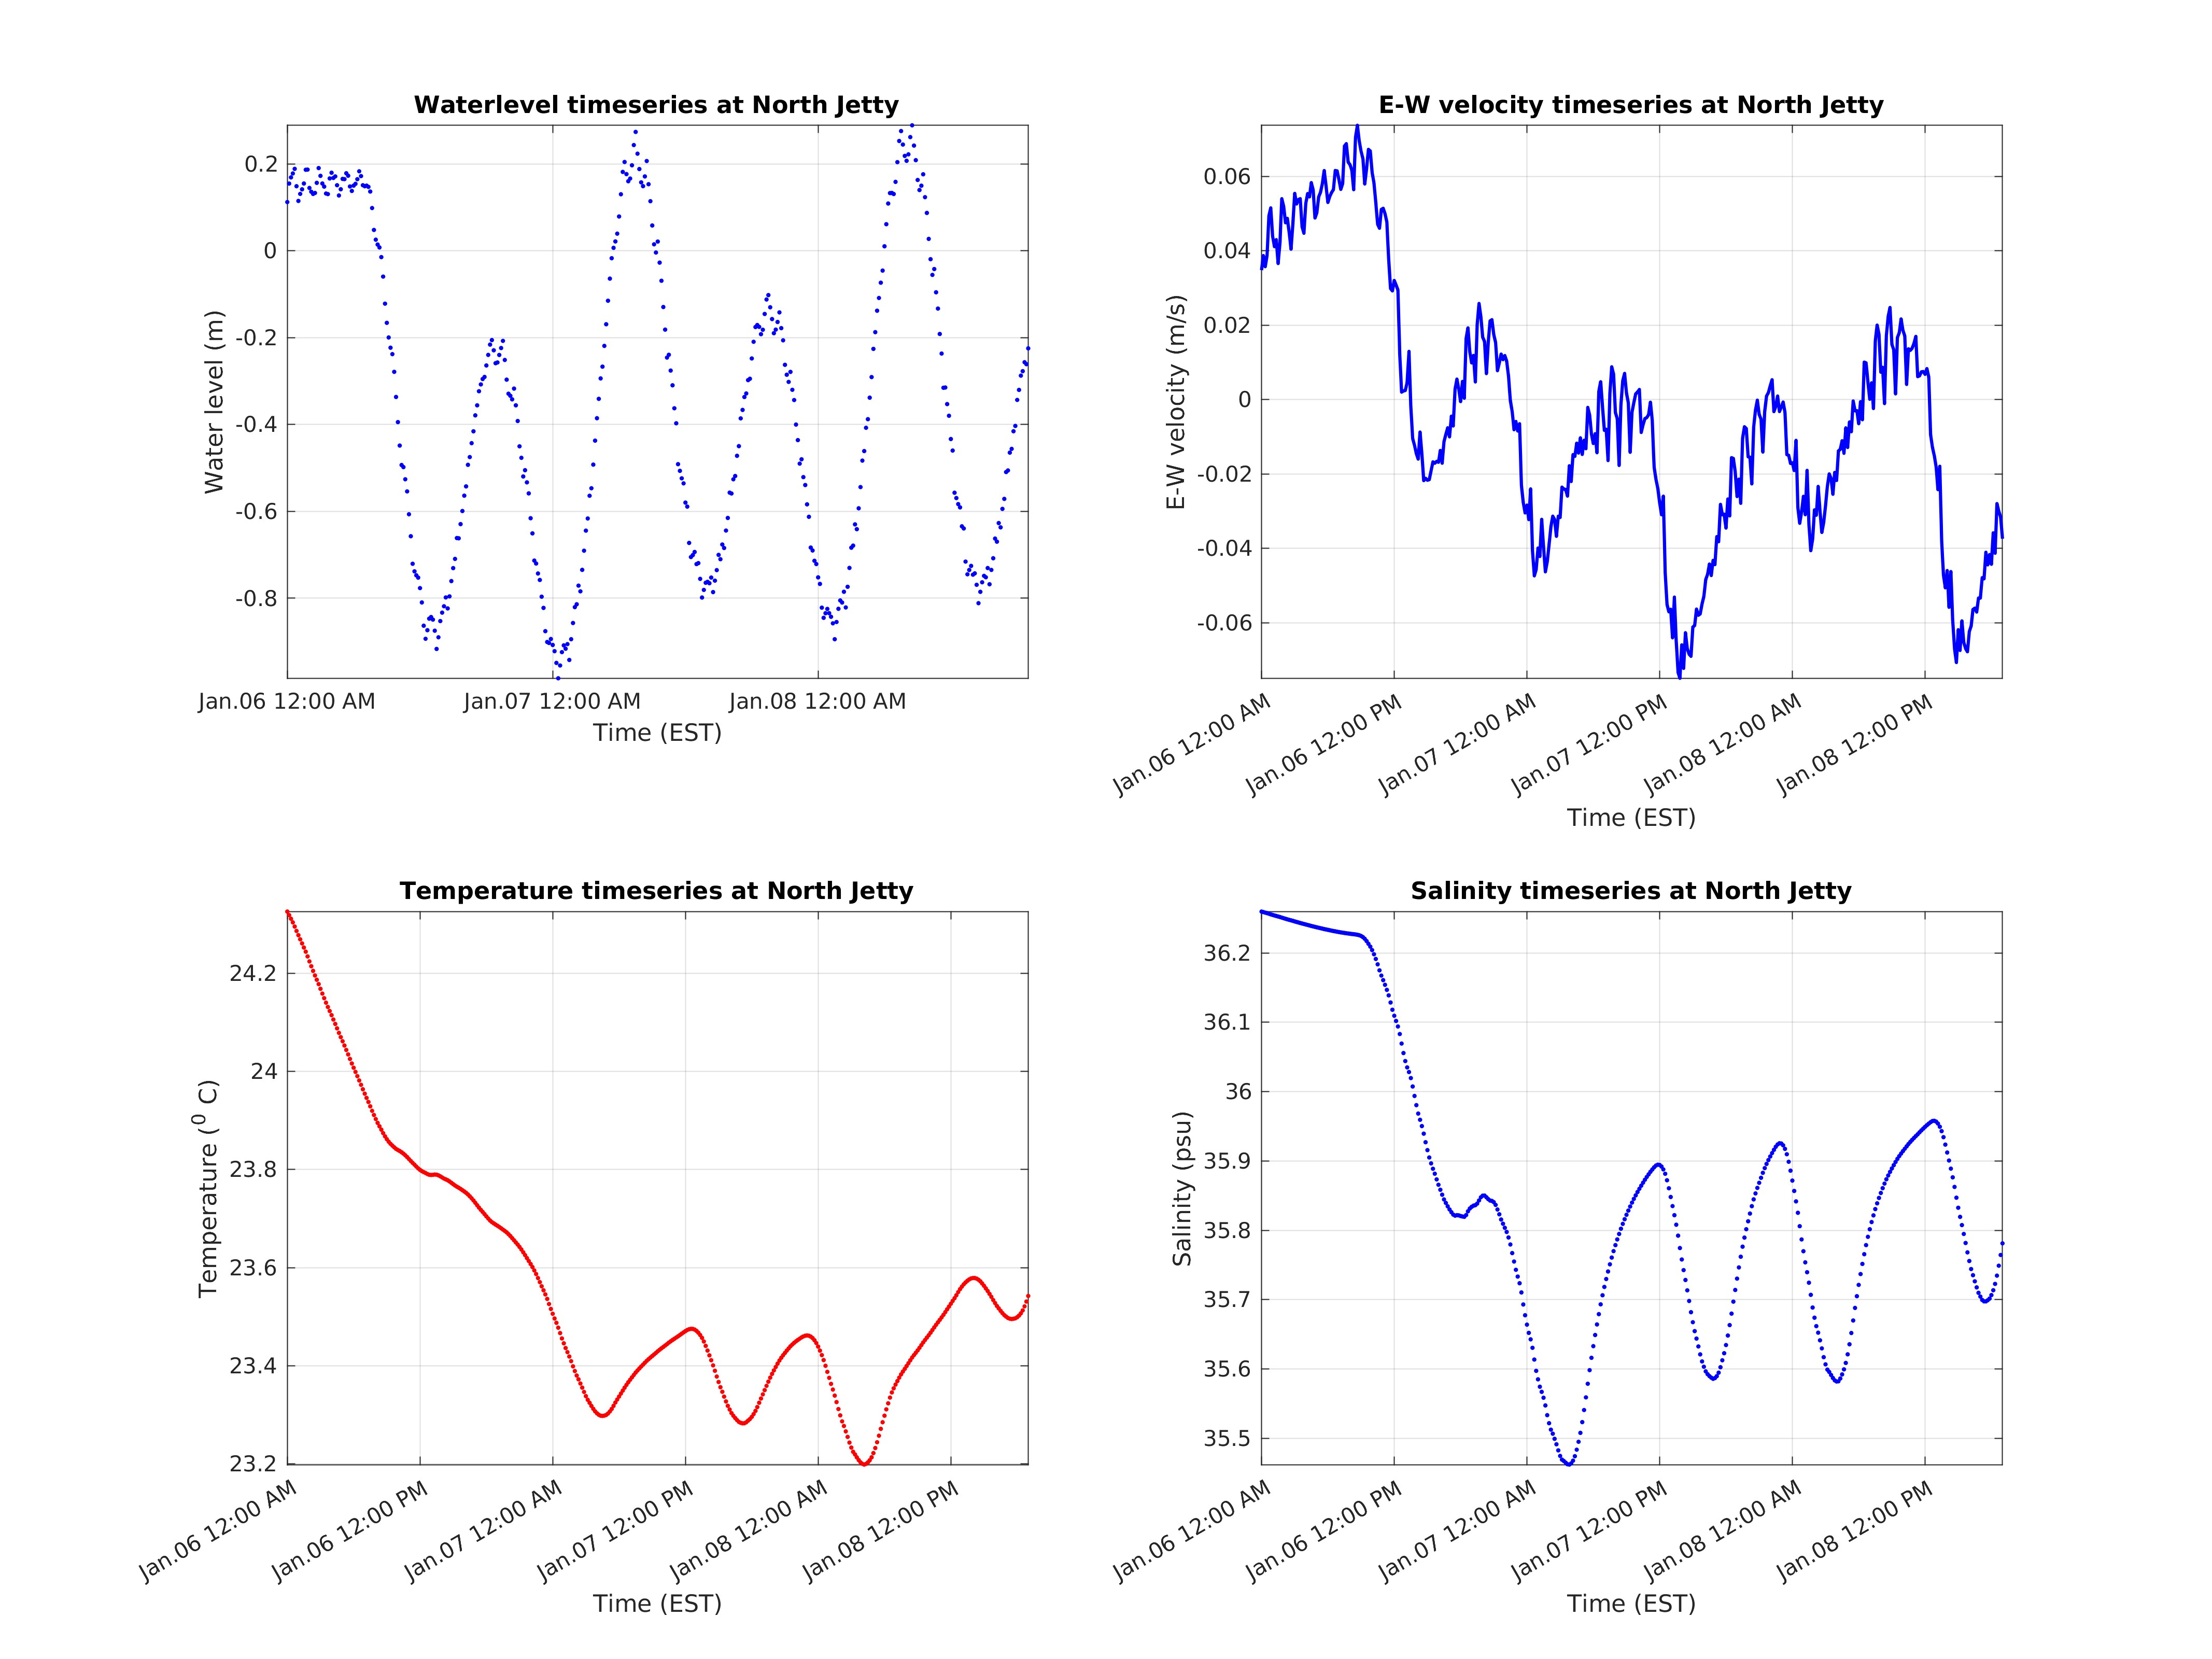 Waterlevel timeseries at North Jetty
0.2
0
-0.2
-0.4
-0.6
-0.8
Water level (m)
Jan.06 12:00 AM
Jan.07 12:00 AM
Jan.08 12:00 AM
Time (EST)
E-W velocity timeseries at North Jetty
0.06
0.04
0.02
0
-0.02
-0.04
-0.06
E-W velocity (m/s)
Jan.06 12:00 AM
Jan.06 12:00 PM
Jan.07 12:00 AM
Jan.07 12:00 PM
Jan.08 12:00 AM
Jan.08 12:00 PM
Time (EST)
Temperature timeseries at North Jetty
24.2
24
23.8
23.6
23.4
23.2
Temperature (⁰ C)
Jan.06 12:00 AM
Jan.06 12:00 PM
Jan.07 12:00 AM
Jan.07 12:00 PM
Jan.08 12:00 AM
Jan.08 12:00 PM
Time (EST)
Salinity timeseries at North Jetty
36.2
36.1
36
35.9
35.8
35.7
35.6
35.5
Salinity (psu)
Jan.06 12:00 AM
Jan.06 12:00 PM
Jan.07 12:00 AM
Jan.07 12:00 PM
Jan.08 12:00 AM
Jan.08 12:00 PM
Time (EST)